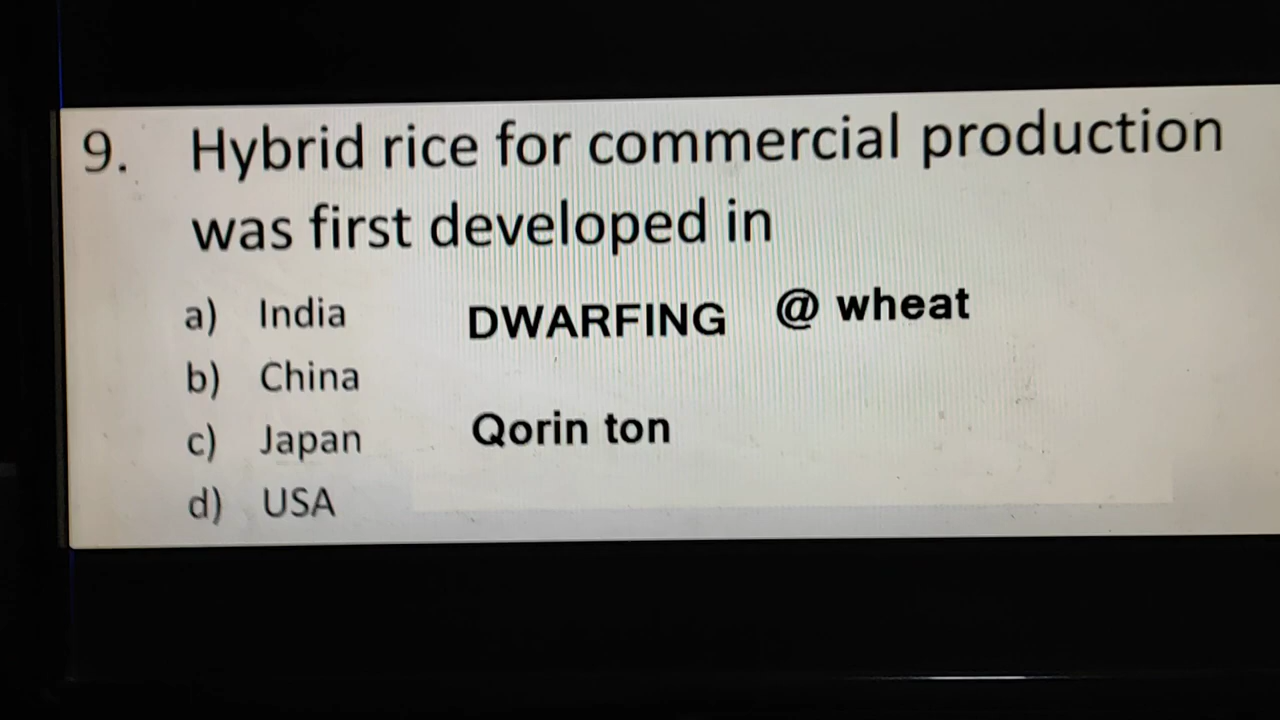 9. Hybrid rice for commercial production
was first developed in
a) India
DWARFING @ wheat
b) China
c) Japan
Qorin ton
d) USA